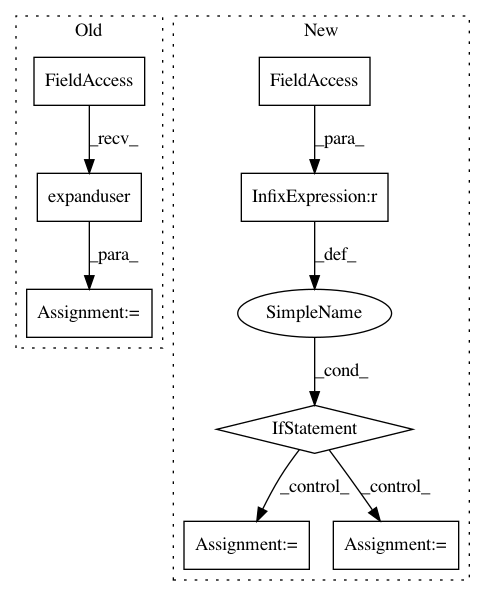 Old
New
FieldAccess
FieldAccess
_recv_
_para_
expanduser
InfixExpression:r
_para_
_def_
Assignment:=
SimpleName
_cond_
IfStatement
_control_
_control_
Assignment:=
Assignment:=